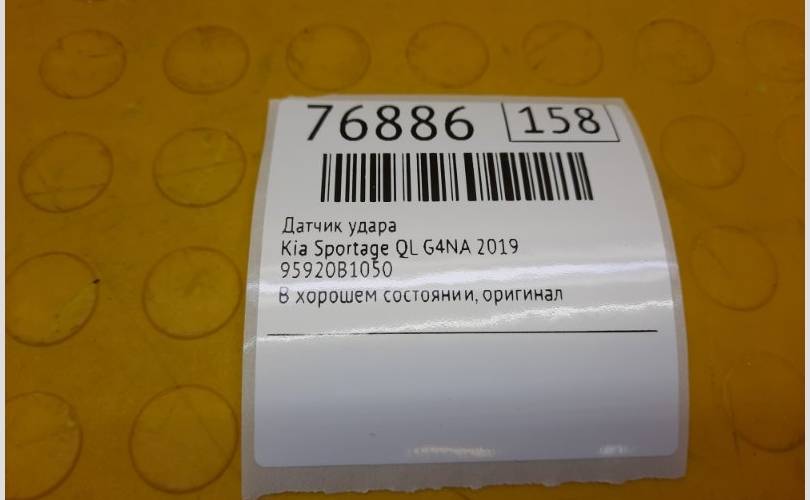 76886 158
Датчик удара
Kia Sportage QL G4NA 2019
95920B1050
В хорошем состоянии, оригинал